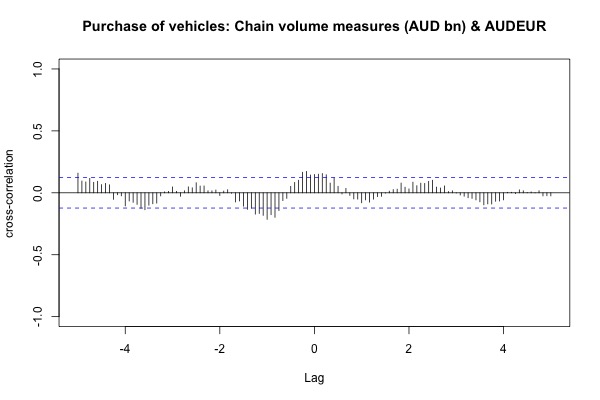 Purchase of vehicles: Chain volume measures (AUD bn) & AUDEUR
1.0
0.5
0.0
-0.5
-1.0
cross-correlation
-4 -2 0 2 4
Lag